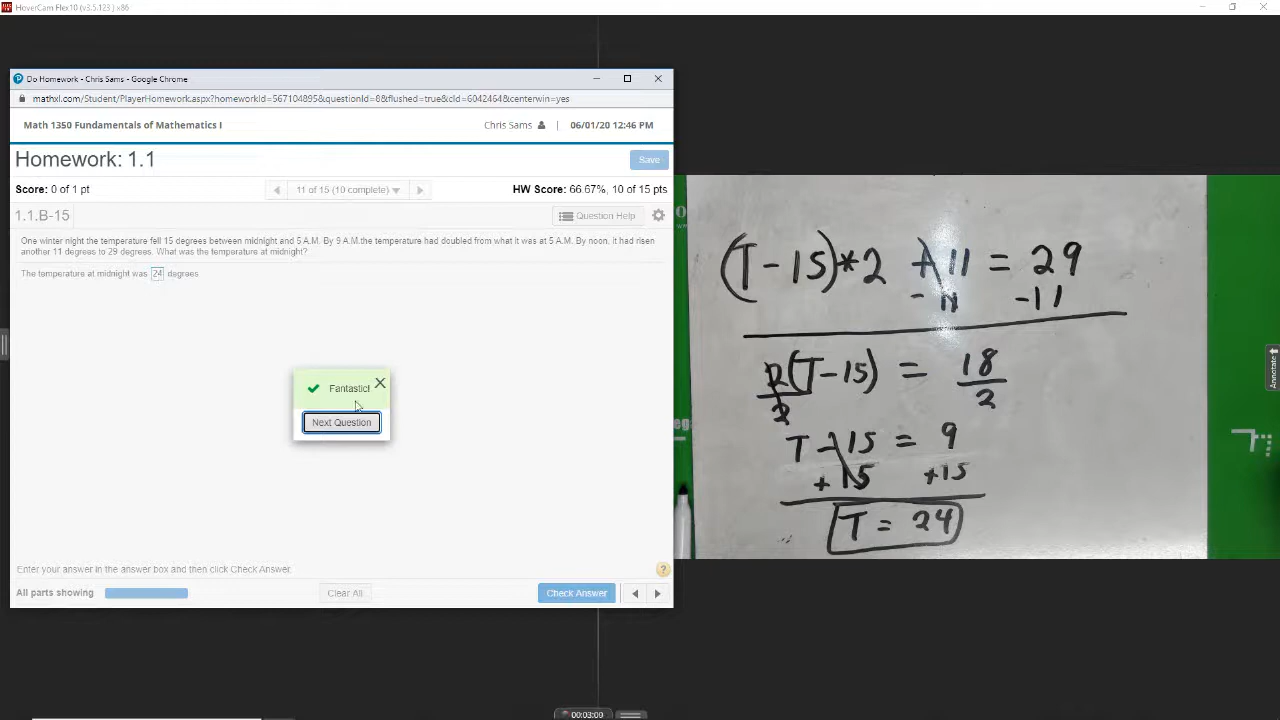 HoverCam Flex10 (v3.5.123) x86
Do Homework - Chris Sams - Google Chrome
mathxl.com/Student/PlayerHomework.aspx?homeworkId=567104895&questionId=8&flushed=true&cId=6042464&centerwin=yes
Math 1350 Fundamentals of Mathematics I
Chris Sams | 06/01/20 12:46 PM
Homework: 1.1
Save
Score: 0 of 1 pt
11 of 15 (10 complete)
HW Score: 66.67%, 10 of 15 pts
1.1.B-15
Question Help
One winter night the temperature fell 15 degrees between midnight and 5 A.M. By 9 A.M.the temperature had doubled from what it was at 5 A.M. By noon, it had risen
another 11 degrees to 29 degrees. What was the temperature at midnight?
The temperature at midnight was 24 degrees
Fantastic!
Next Question
Enter your answer in the answer box and then click Check Answer.
?
All parts showing
Clear All
Check Answer
(T-15)*2 +11 = 29
-11 -11
2(T-15) = 18
2 2
T-15 = 9
+15 +15
T = 24
Annotate
00:03:00